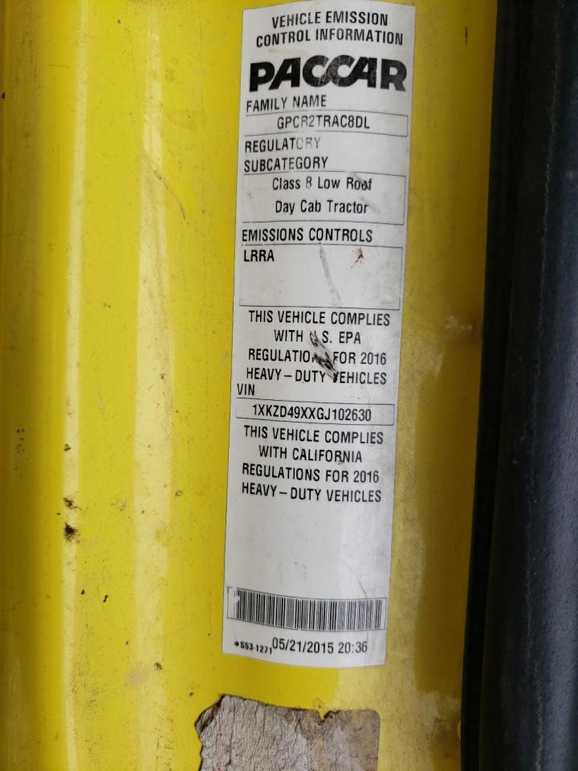 VEHICLE EMISSION
CONTROL INFORMATION
PACCAR
FAMILY NAME
GPCR2TRAC8DL
REGULATORY
SUBCATEGORY
Class 8 Low Roof
Day Cab Tractor
EMISSIONS CONTROLS
LRRA
THIS VEHICLE COMPLIES
WITH U.S. EPA
REGULATIONS FOR 2016
HEAVY-DUTY VEHICLES
VIN
1XKZD49XXGJ102630
THIS VEHICLE COMPLIES
WITH CALIFORNIA
REGULATIONS FOR 2016
HEAVY-DUTY VEHICLES
*S53-1271 05/21/2015 20:36